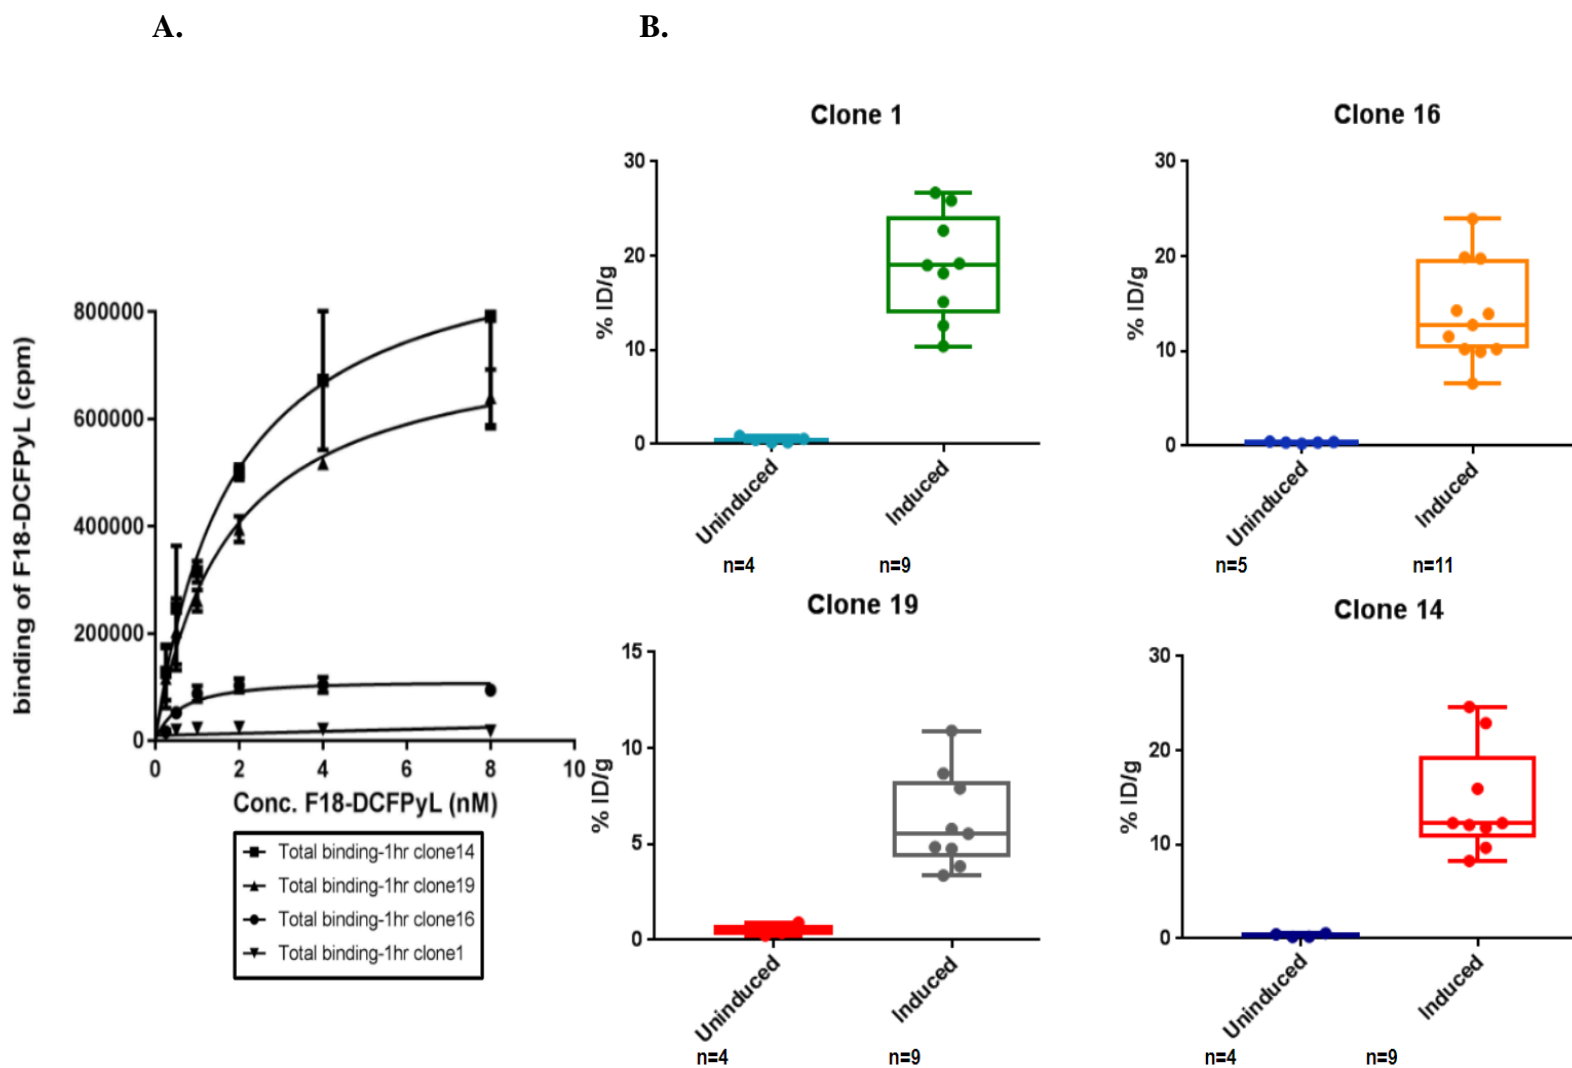 A.
B.
binding of F18-DCFPyL (cpm)
800000
600000
400000
200000
0
0
2
4
6
8
10
Conc. F18-DCFPyL (nM)
Total binding-1hr clone14
Total binding-1hr clone19
Total binding-1hr clone16
Total binding-1hr clone1
Clone 1
% ID/g
30
20
10
0
Uninduced
Induced
n=4
n=9
Clone 16
% ID/g
30
20
10
0
Uninduced
Induced
n=5
n=11
Clone 19
% ID/g
15
10
5
0
Uninduced
Induced
n=4
n=9
Clone 14
% ID/g
30
20
10
0
Uninduced
Induced
n=4
n=9